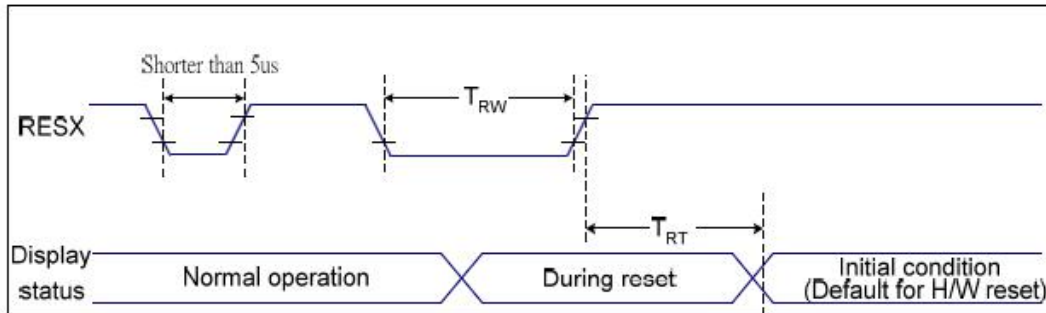 Shorter than 5us
RESX
TRW
TRT
Display
status
Normal operation
During reset
Initial condition
(Default for H/W reset)